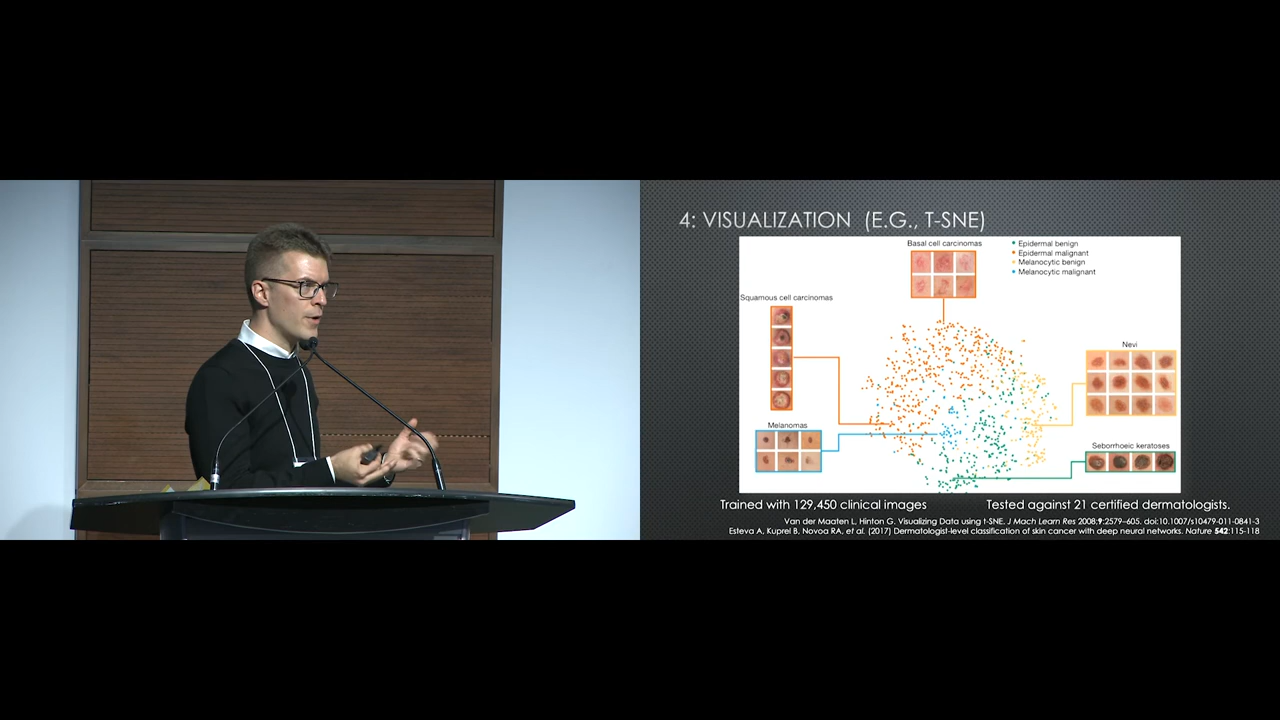 4: VISUALIZATION (E.G., T-SNE)
Basal cell carcinomas
Epidermal benign
Epidermal malignant
Melanocytic benign
Melanocytic malignant
Squamous cell carcinomas
Nevi
Melanomas
Seborrhoeic keratoses
Trained with 129,450 clinical images
Tested against 21 certified dermatologists.
Van der Maaten L, Hinton G. Visualizing Data using t-SNE. J Mach Learn Res 2008;9:2579–605. doi:10.1007/s10479-011-0841-3
Esteva A, Kuprel B, Novoa RA, et al. (2017) Dermatologist-level classification of skin cancer with deep neural networks. Nature 542:115-118